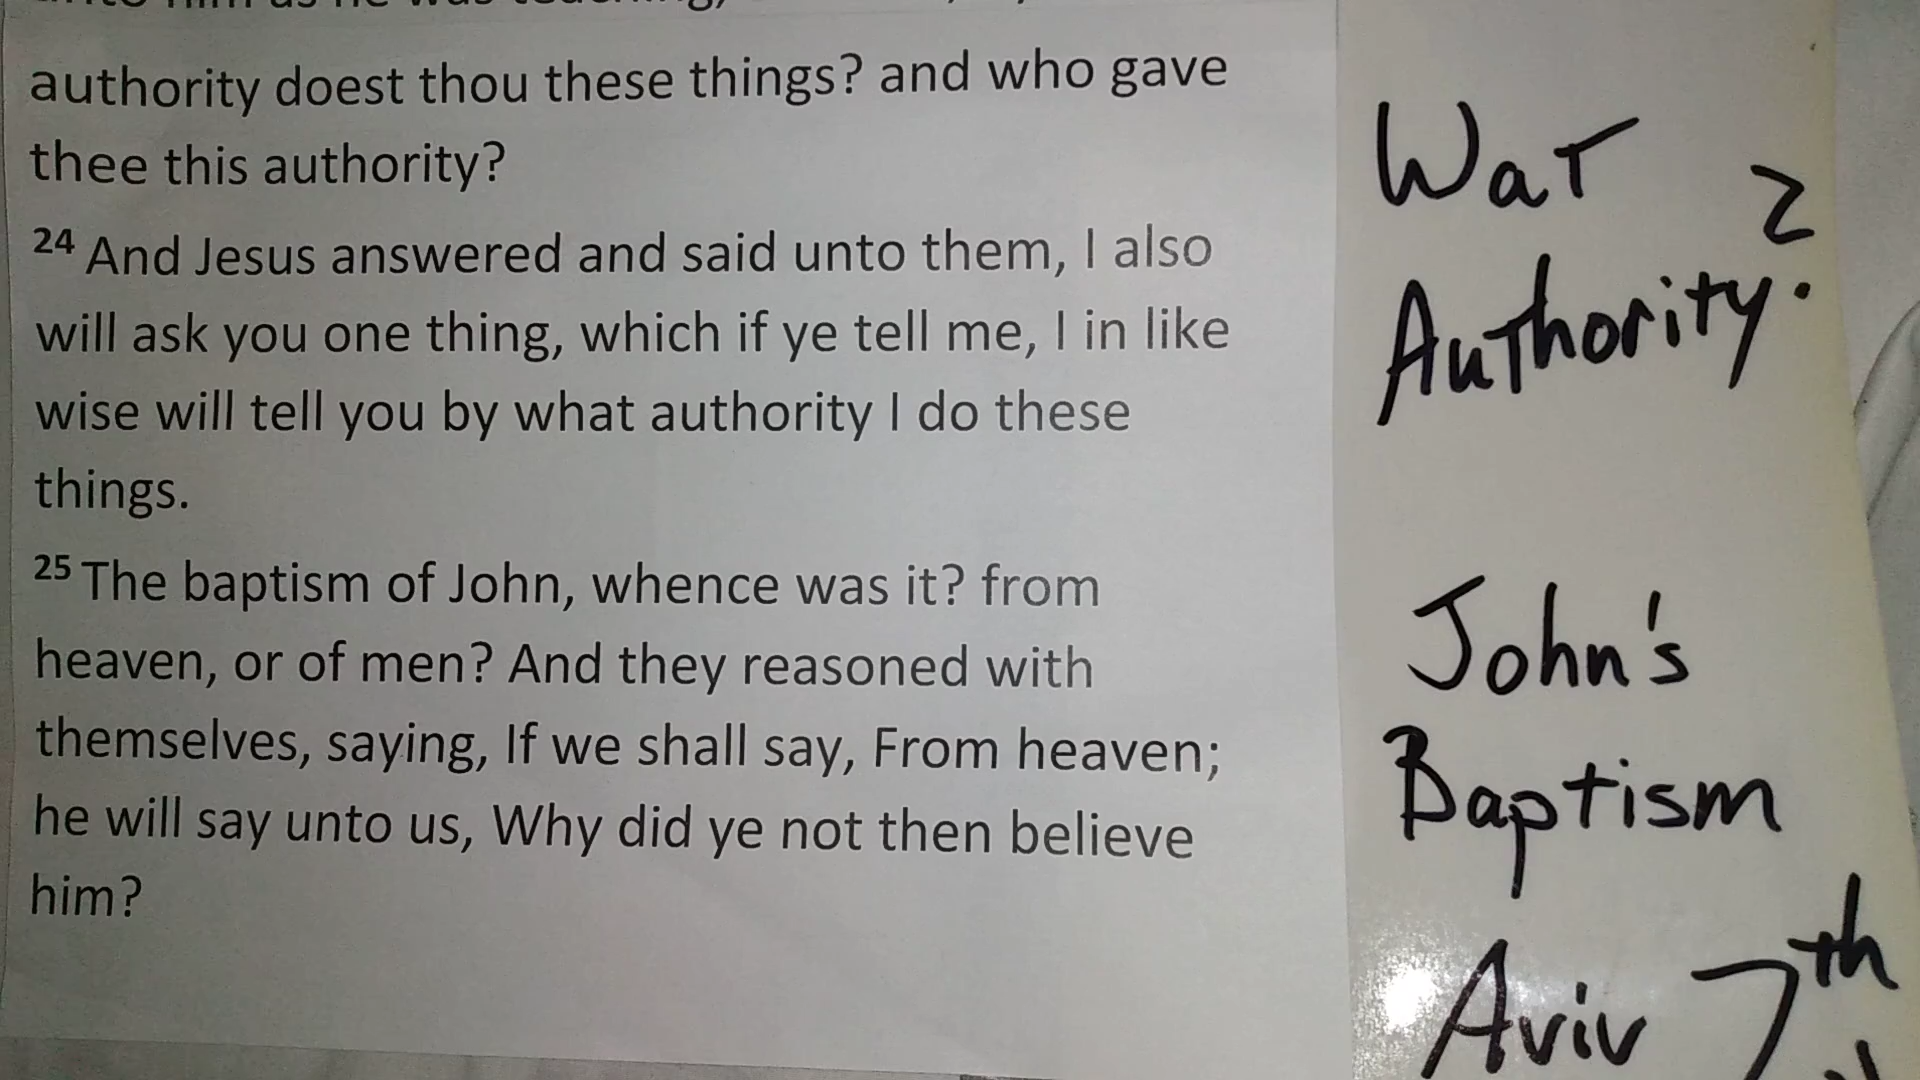 authority doest thou these things? and who gave
thee this authority?
24 And Jesus answered and said unto them, I also
will ask you one thing, which if ye tell me, I in like
wise will tell you by what authority I do these
things.
25 The baptism of John, whence was it? from
heaven, or of men? And they reasoned with
themselves, saying, If we shall say, From heaven;
he will say unto us, Why did ye not then believe
him?
Wat
Authority?
John's
Baptism
Aviv 7th